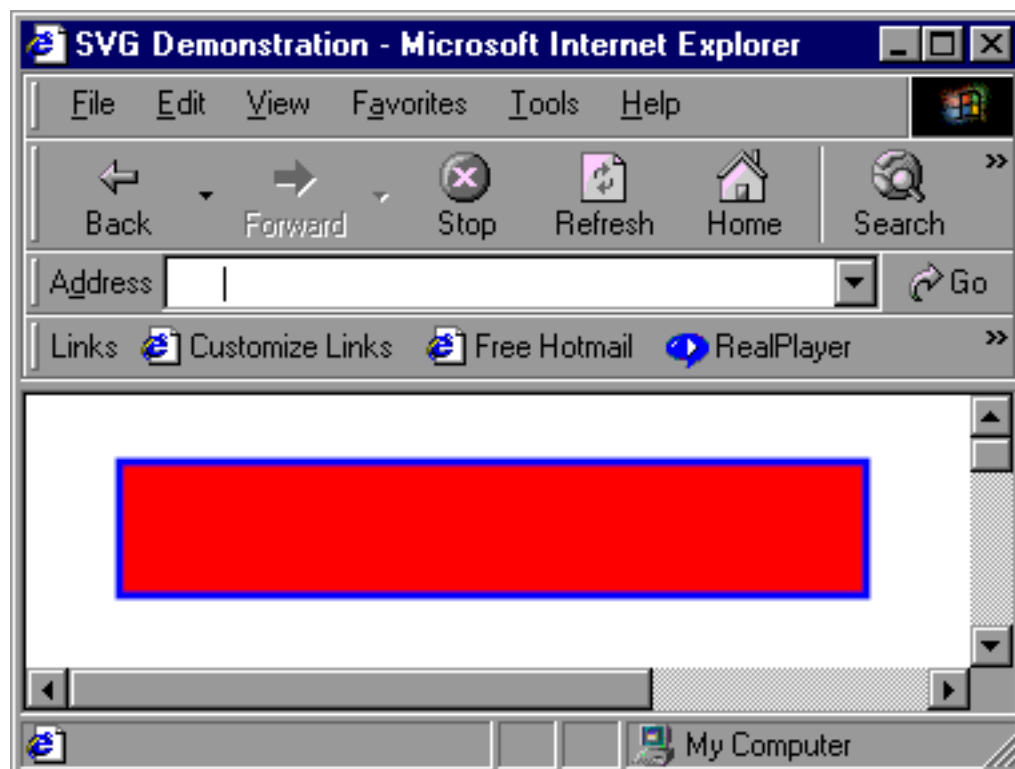 SVG Demonstration - Microsoft Internet Explorer
File Edit View Favorites Tools Help
Back Forward Stop Refresh Home Search »
Address Go
Links Customize Links Free Hotmail RealPlayer »
My Computer